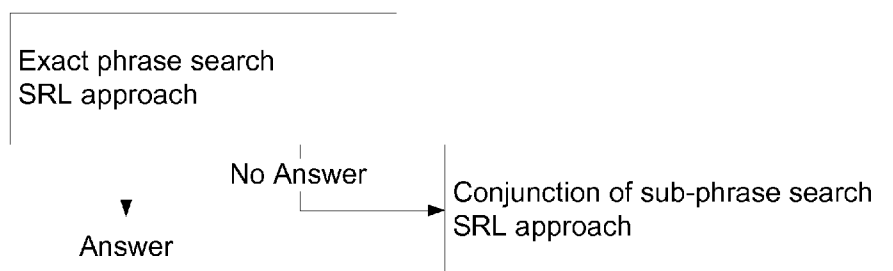 Exact phrase search
SRL approach
No Answer
Conjunction of sub-phrase search
SRL approach
Answer